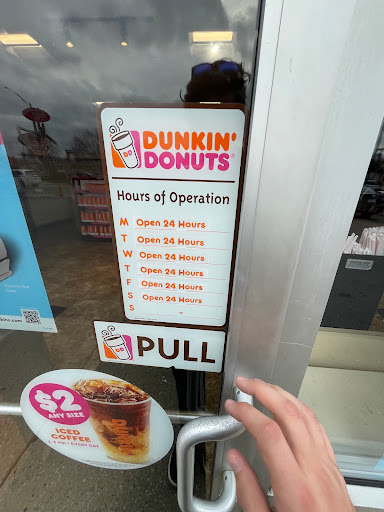 DUNKIN'
DONUTS
Hours of Operation
M Open 24 Hours
T Open 24 Hours
W Open 24 Hours
T Open 24 Hours
F Open 24 Hours
S Open 24 Hours
S -
DD
PULL
$2
ANY SIZE
ICED
COFFEE